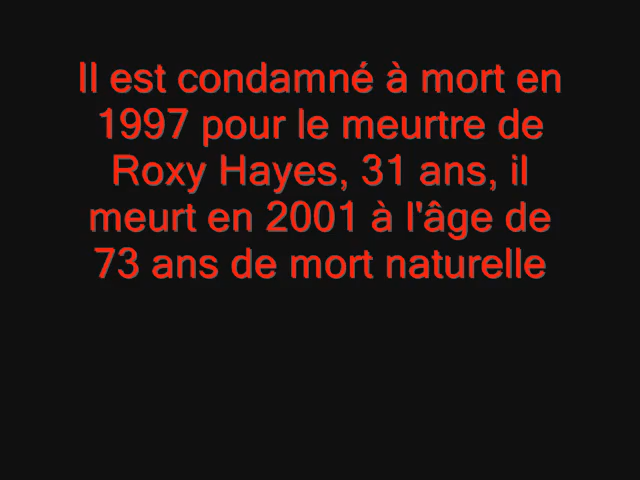 Il est condamné à mort en
1997 pour le meurtre de
Roxy Hayes, 31 ans, il
meurt en 2001 à l'âge de
73 ans de mort naturelle